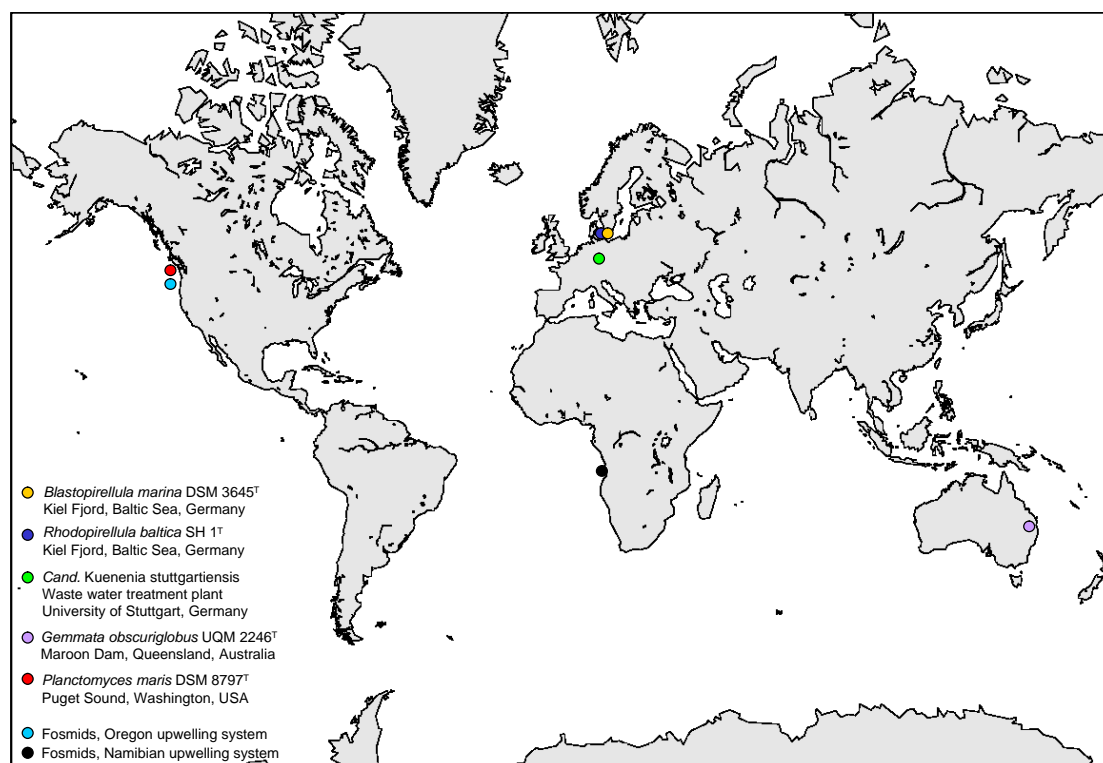 Blastopirellula marina DSM 3645ᵀ
Kiel Fjord, Baltic Sea, Germany
Rhodopirellula baltica SH 1ᵀ
Kiel Fjord, Baltic Sea, Germany
Cand. Kuenenia stuttgartiensis
Waste water treatment plant
University of Stuttgart, Germany
Gemmata obscuriglobus UQM 2246ᵀ
Maroon Dam, Queensland, Australia
Planctomyces maris DSM 8797ᵀ
Puget Sound, Washington, USA
Fosmids, Oregon upwelling system
Fosmids, Namibian upwelling system